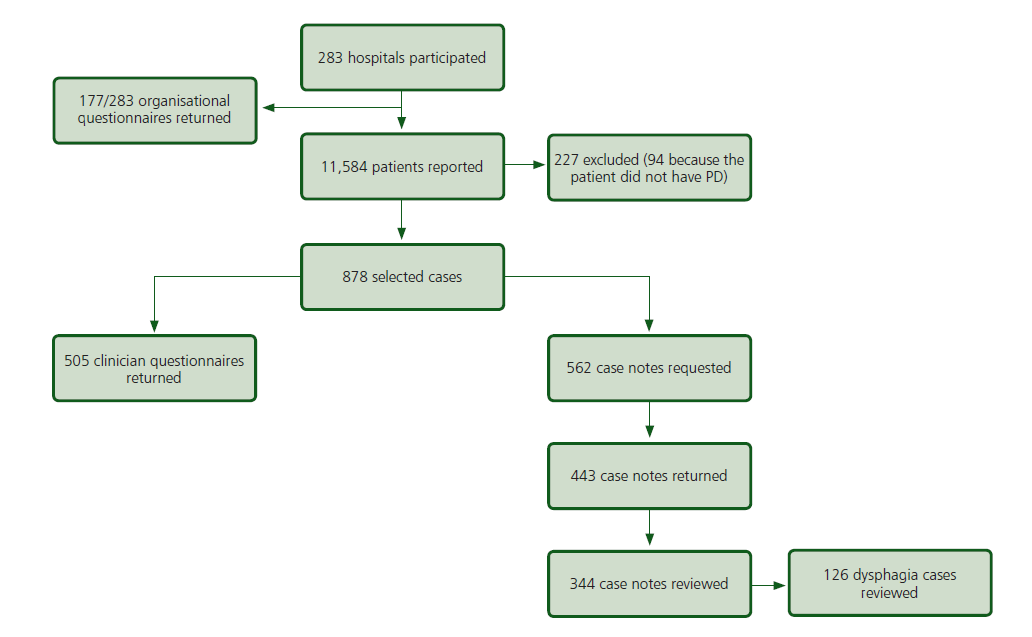 283 hospitals participated
177/283 organisational
questionnaires returned
11,584 patients reported
227 excluded (94 because the
patient did not have PD)
878 selected cases
505 clinician questionnaires
returned
562 case notes requested
443 case notes returned
344 case notes reviewed
126 dysphagia cases
reviewed